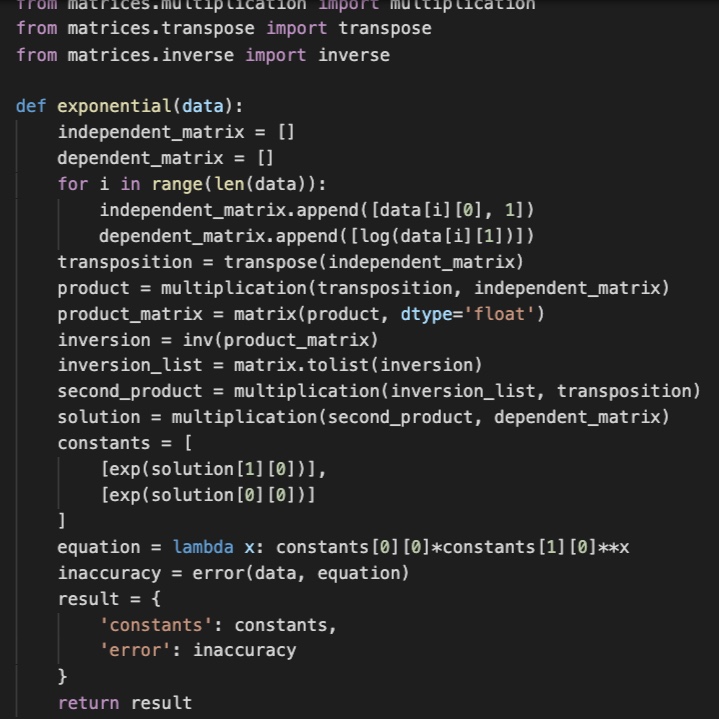 from matrices.multiplication import multiplication
from matrices.transpose import transpose
from matrices.inverse import inverse

def exponential(data):
    independent_matrix = []
    dependent_matrix = []
    for i in range(len(data)):
        independent_matrix.append([data[i][0], 1])
        dependent_matrix.append([log(data[i][1])])
    transposition = transpose(independent_matrix)
    product = multiplication(transposition, independent_matrix)
    product_matrix = matrix(product, dtype='float')
    inversion = inv(product_matrix)
    inversion_list = matrix.tolist(inversion)
    second_product = multiplication(inversion_list, transposition)
    solution = multiplication(second_product, dependent_matrix)
    constants = [
        [exp(solution[1][0])],
        [exp(solution[0][0])]
    ]
    equation = lambda x: constants[0][0]*constants[1][0]**x
    inaccuracy = error(data, equation)
    result = {
        'constants': constants,
        'error': inaccuracy
    }
    return result